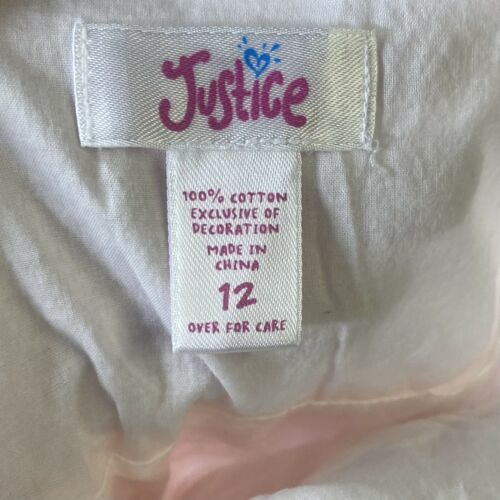 Justice
100% COTTON
EXCLUSIVE OF
DECORATION
MADE IN
CHINA
12
OVER FOR CARE